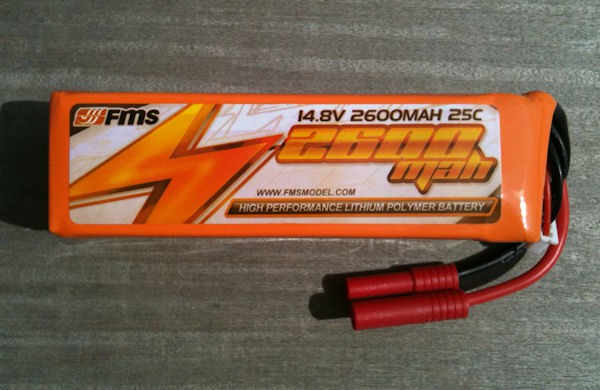 FMS
14.8V 2600MAH 25C
2600
mah
WWW.FMSMODEL.COM
HIGH PERFORMANCE LITHIUM POLYMER BATTERY